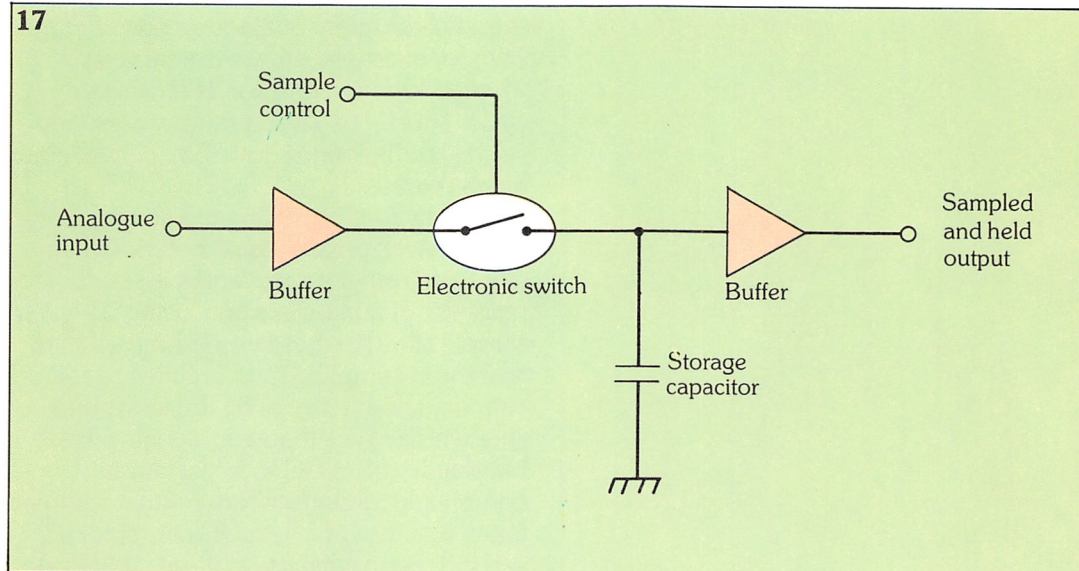 17
Sample
control
Analogue
input
Buffer
Electronic switch
Buffer
Sampled
and held
output
Storage
capacitor